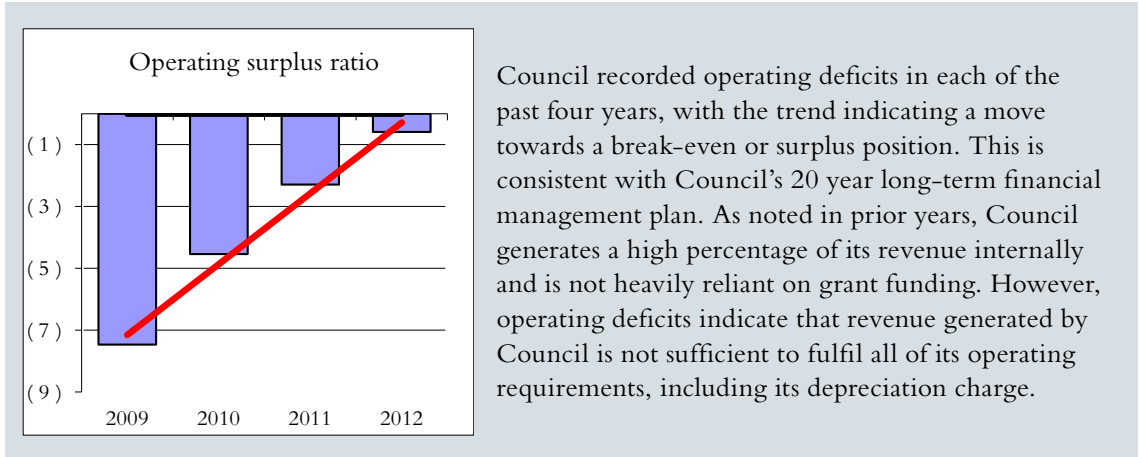 Operating surplus ratio
( 1 )
( 3 )
( 5 )
( 7 )
( 9 )
2009 2010 2011 2012
Council recorded operating deficits in each of the
past four years, with the trend indicating a move
towards a break-even or surplus position. This is
consistent with Council’s 20 year long-term financial
management plan. As noted in prior years, Council
generates a high percentage of its revenue internally
and is not heavily reliant on grant funding. However,
operating deficits indicate that revenue generated by
Council is not sufficient to fulfil all of its operating
requirements, including its depreciation charge.